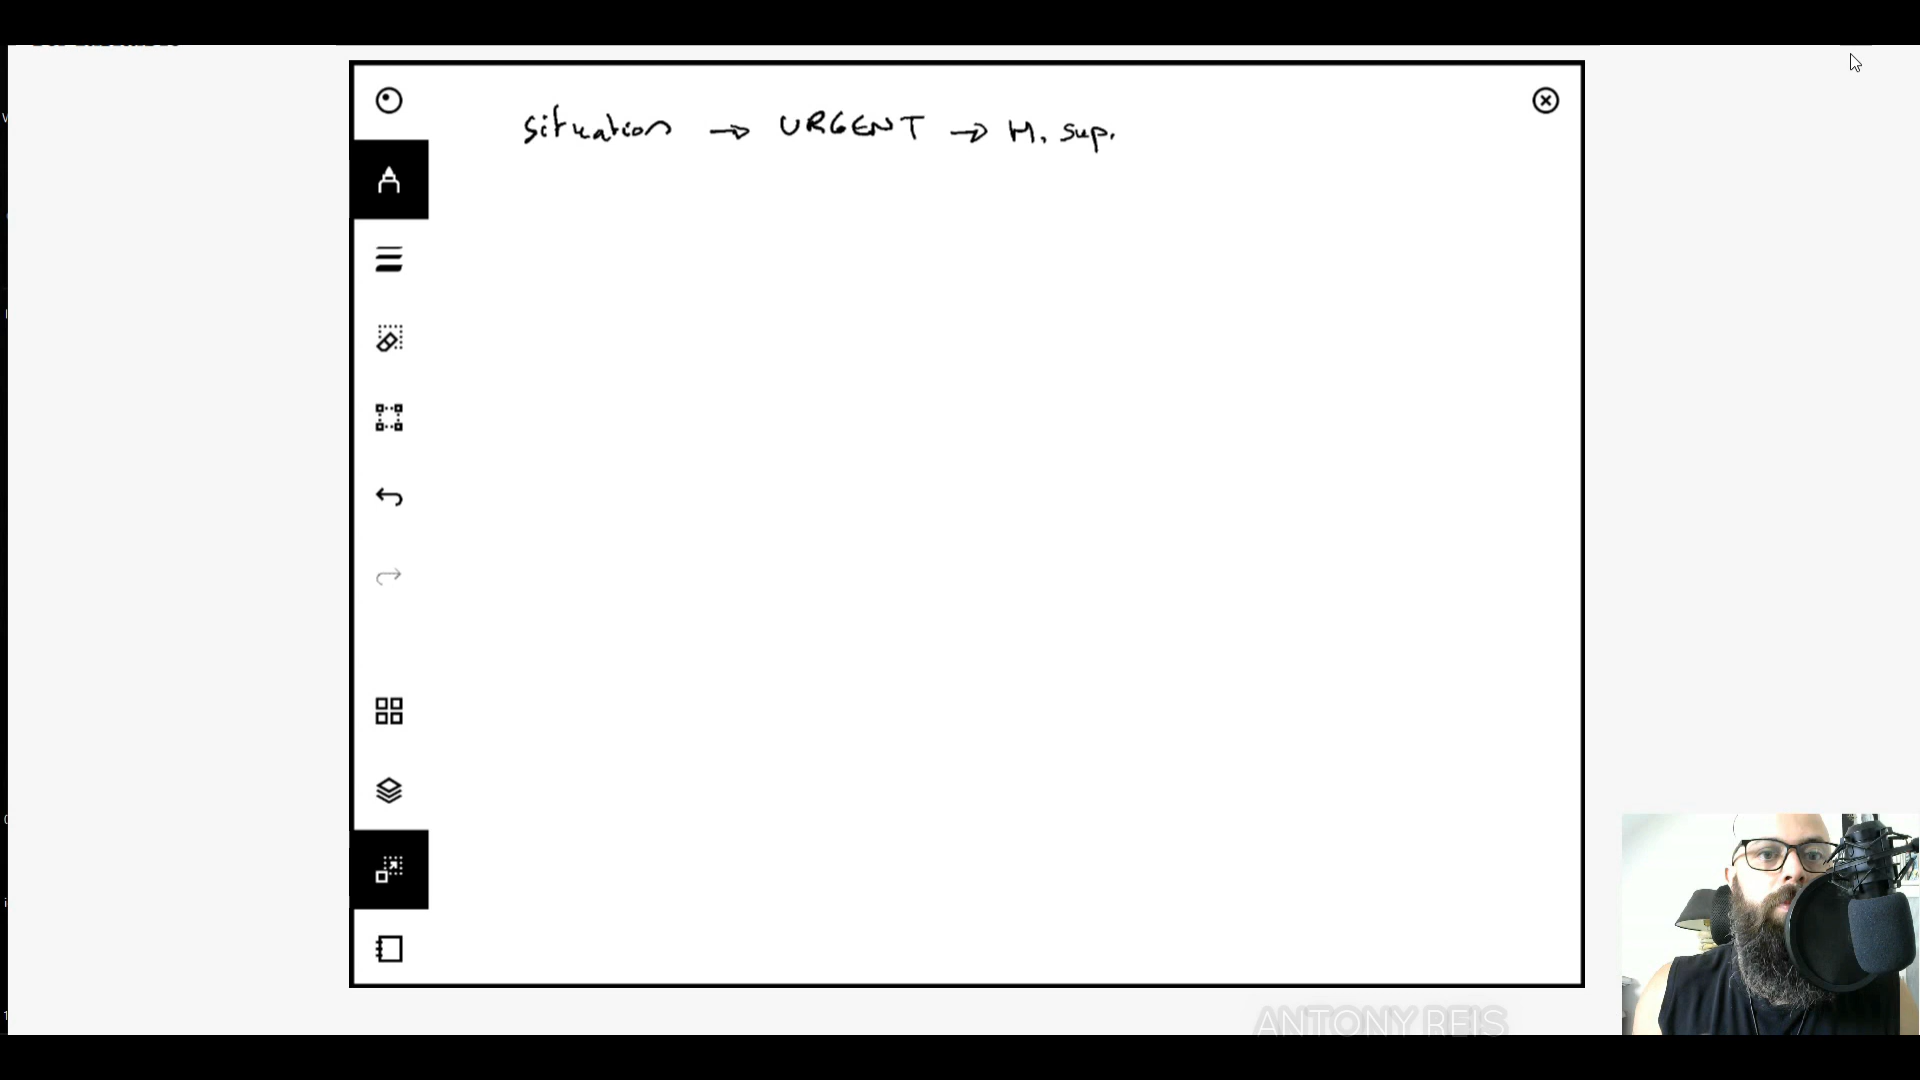 situation → URGENT → H. sup.
ANTONY REIS